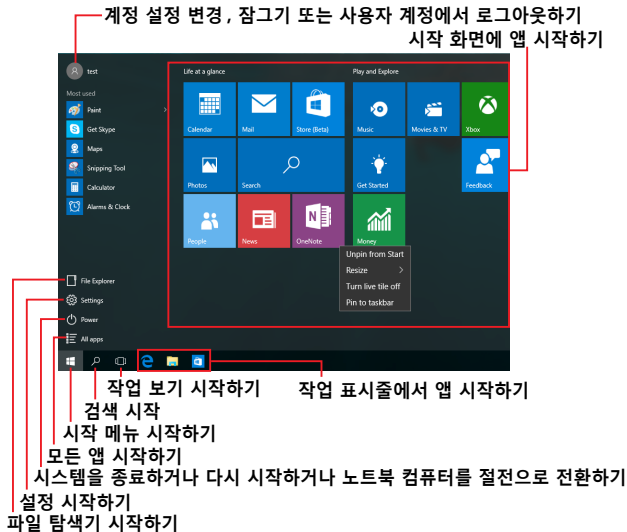 계정 설정 변경, 잠그기 또는 사용자 계정에서 로그아웃하기
시작 화면에 앱 시작하기
test
Life at a glance
Play and Explore
Most used
Paint
Get Skype
Maps
Snipping Tool
Calculator
Alarms & Clock
Calendar
Mail
Store (Beta)
Music
Movies & TV
Xbox
Photos
Search
Get Started
Feedback
People
News
OneNote
Money
Unpin from Start
Resize
Turn live tile off
Pin to taskbar
File Explorer
Settings
Power
All apps
작업 보기 시작하기
작업 표시줄에서 앱 시작하기
검색 시작
시작 메뉴 시작하기
모든 앱 시작하기
시스템을 종료하거나 다시 시작하거나 노트북 컴퓨터를 절전으로 전환하기
설정 시작하기
파일 탐색기 시작하기